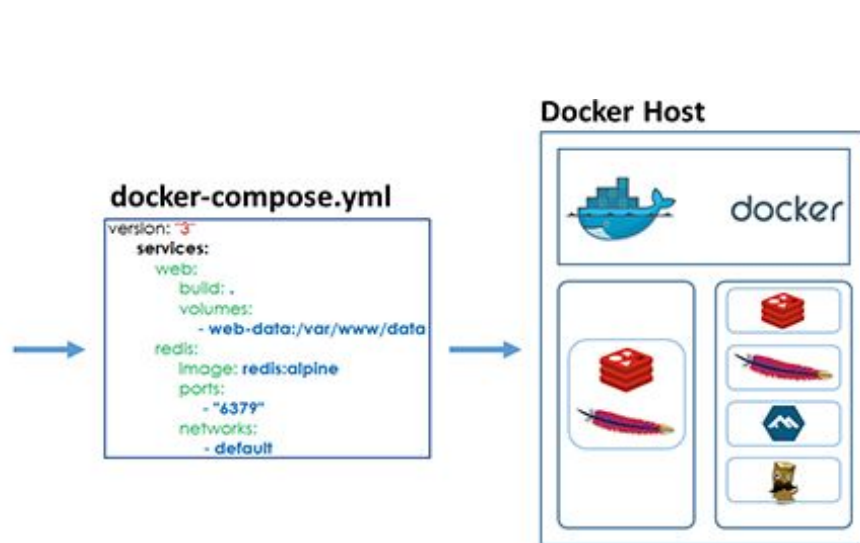 Docker Host
docker
docker-compose.yml
version: "3"
services:
web:
build: .
volumes:
- web-data:/var/www/data
redis:
image: redis:alpine
ports:
- "6379"
networks:
- default